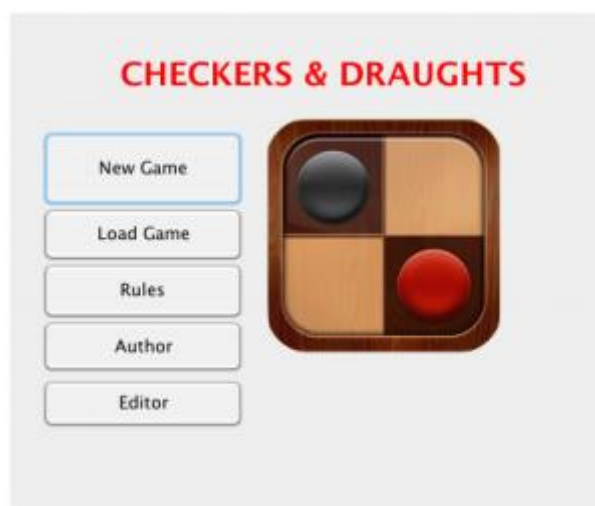 CHECKERS & DRAUGHTS
New Game
Load Game
Rules
Author
Editor